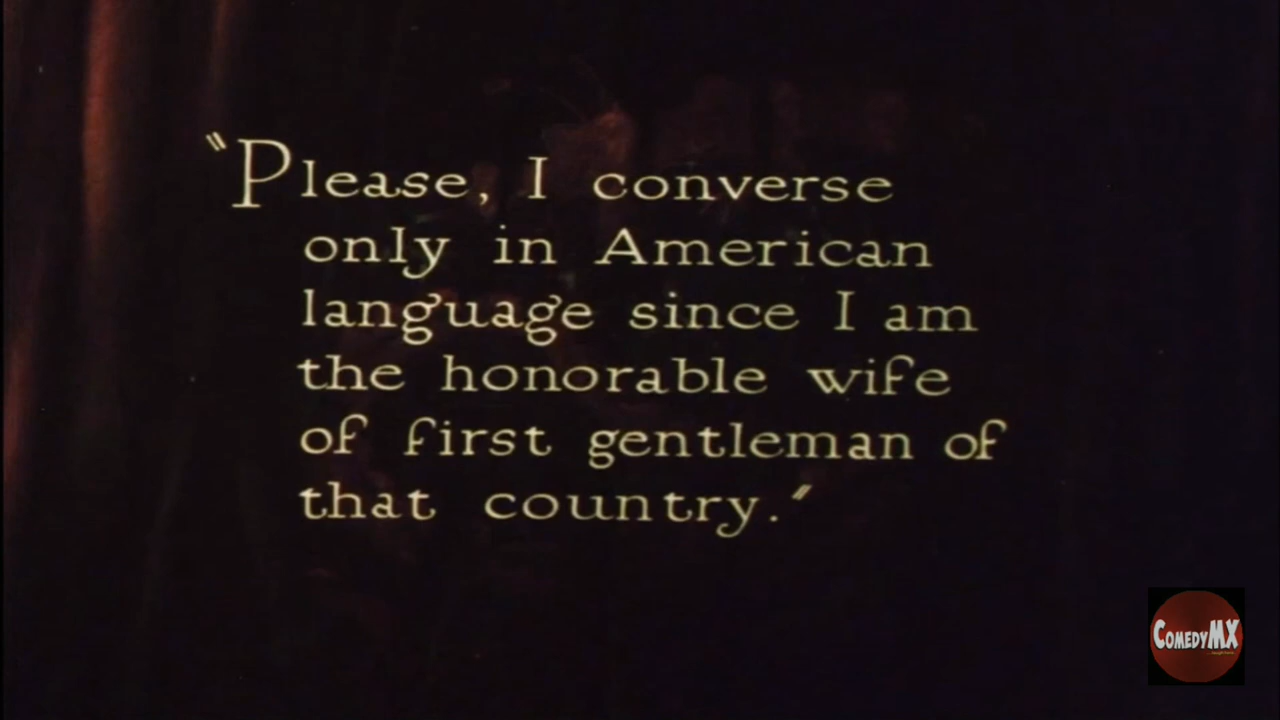 "Please, I converse
only in American
language since I am
the honorable wife
of first gentleman of
that country."
COMEDYMX